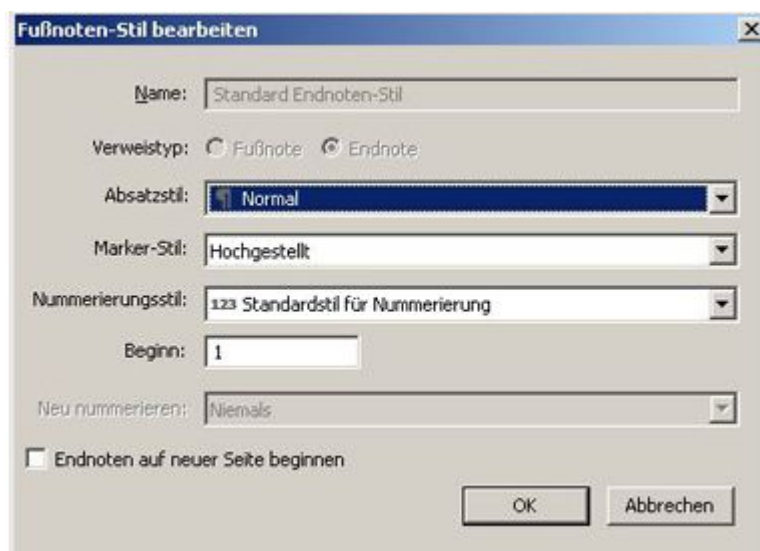 Fußnoten-Stil bearbeiten
Name: Standard Endnoten-Stil
Verweistyp: Fußnote Endnote
Absatzstil: ¶ Normal
Marker-Stil: Hochgestellt
Nummerierungsstil: 123 Standardstil für Nummerierung
Beginn: 1
Neu nummerieren: Niemals
Endnoten auf neuer Seite beginnen
OK Abbrechen